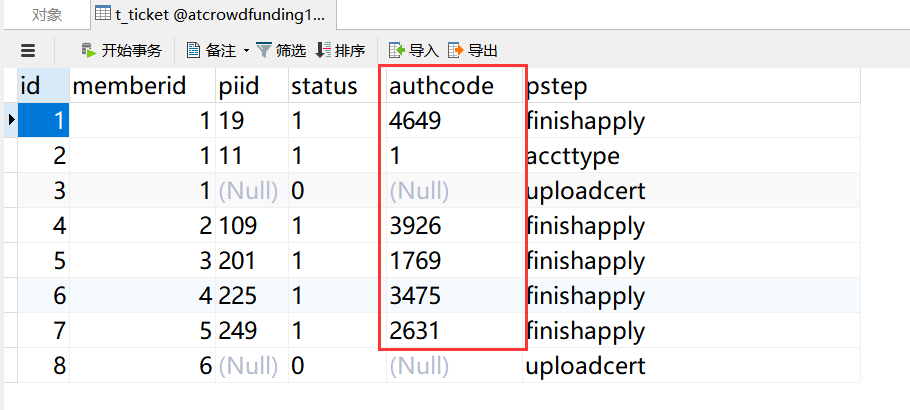 对象 t_ticket @atcrowdfunding1...
开始事务 备注 筛选 排序 导入 导出
id memberid piid status authcode pstep
1 1 19 1 4649 finishapply
2 1 11 1 1 accttype
3 1 (Null) 0 (Null) uploadcert
4 2 109 1 3926 finishapply
5 3 201 1 1769 finishapply
6 4 225 1 3475 finishapply
7 5 249 1 2631 finishapply
8 6 (Null) 0 (Null) uploadcert